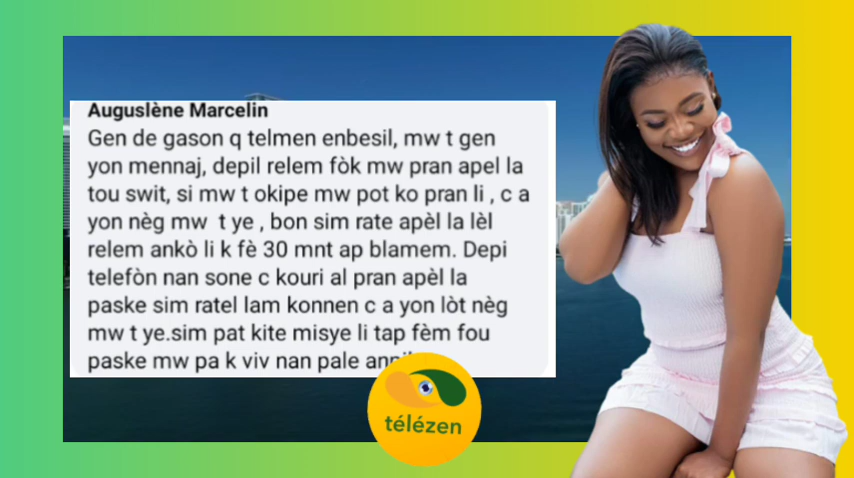 Auguslène Marcelin
Gen de gason q telmen enbesil, mw t gen
yon mennaj, depil relem fòk mw pran apel la
tou swit, si mw t okipe mw pot ko pran li , c a
yon nèg mw t ye , bon sim rate apèl la lèl
relem ankò li k fè 30 mnt ap blamem. Depi
telefòn nan sone c kouri al pran apèl la
paske sim ratel lam konnen c a yon lòt nèg
mw t ye.sim pat kite misye li tap fèm fou
paske mw pa k viv nan pale
télézen